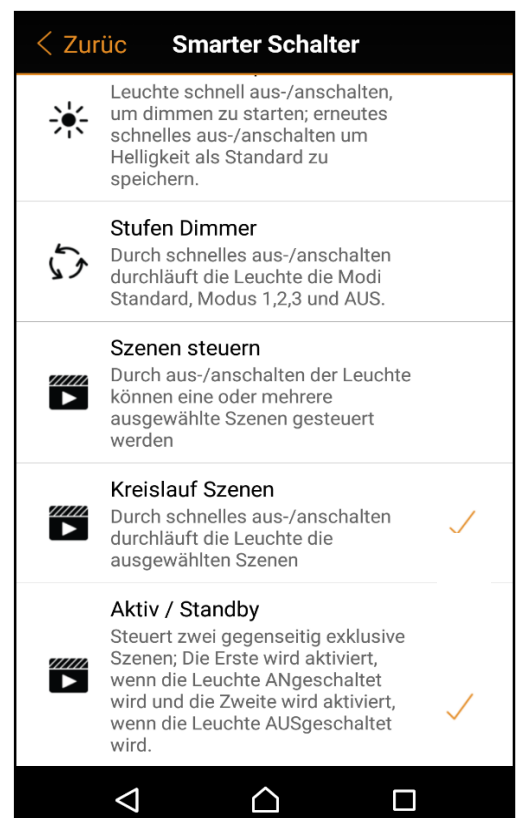 < Zurüc Smarter Schalter
Leuchte schnell aus-/anschalten,
um dimmen zu starten; erneutes
schnelles aus-/anschalten um
Helligkeit als Standard zu
speichern.
Stufen Dimmer
Durch schnelles aus-/anschalten
durchläuft die Leuchte die Modi
Standard, Modus 1,2,3 und AUS.
Szenen steuern
Durch aus-/anschalten der Leuchte
können eine oder mehrere
ausgewählte Szenen gesteuert
werden
Kreislauf Szenen
Durch schnelles aus-/anschalten
durchläuft die Leuchte die
ausgewählten Szenen
Aktiv / Standby
Steuert zwei gegenseitig exklusive
Szenen; Die Erste wird aktiviert,
wenn die Leuchte ANgeschaltet
wird und die Zweite wird aktiviert,
wenn die Leuchte AUSgeschaltet
wird.